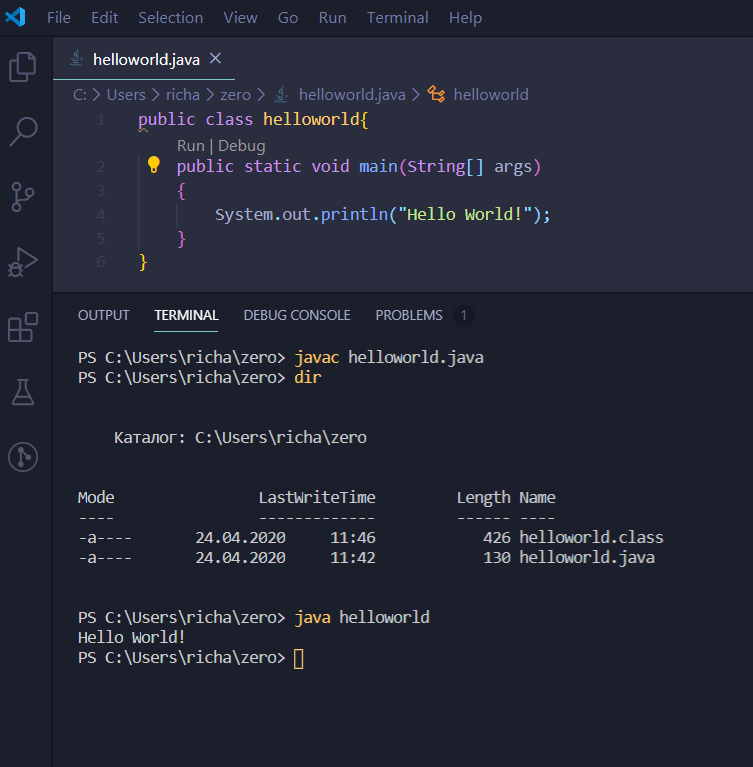 File Edit Selection View Go Run Terminal Help
helloworld.java
C: > Users > richa > zero > helloworld.java > helloworld
1 public class helloworld{
Run | Debug
2 public static void main(String[] args)
3 {
4 System.out.println("Hello World!");
5 }
6 }
OUTPUT TERMINAL DEBUG CONSOLE PROBLEMS 1
PS C:\Users\richa\zero> javac helloworld.java
PS C:\Users\richa\zero> dir
Каталог: C:\Users\richa\zero
Mode LastWriteTime Length Name
---- ------------- ------ ----
-a---- 24.04.2020 11:46 426 helloworld.class
-a---- 24.04.2020 11:42 130 helloworld.java
PS C:\Users\richa\zero> java helloworld
Hello World!
PS C:\Users\richa\zero>